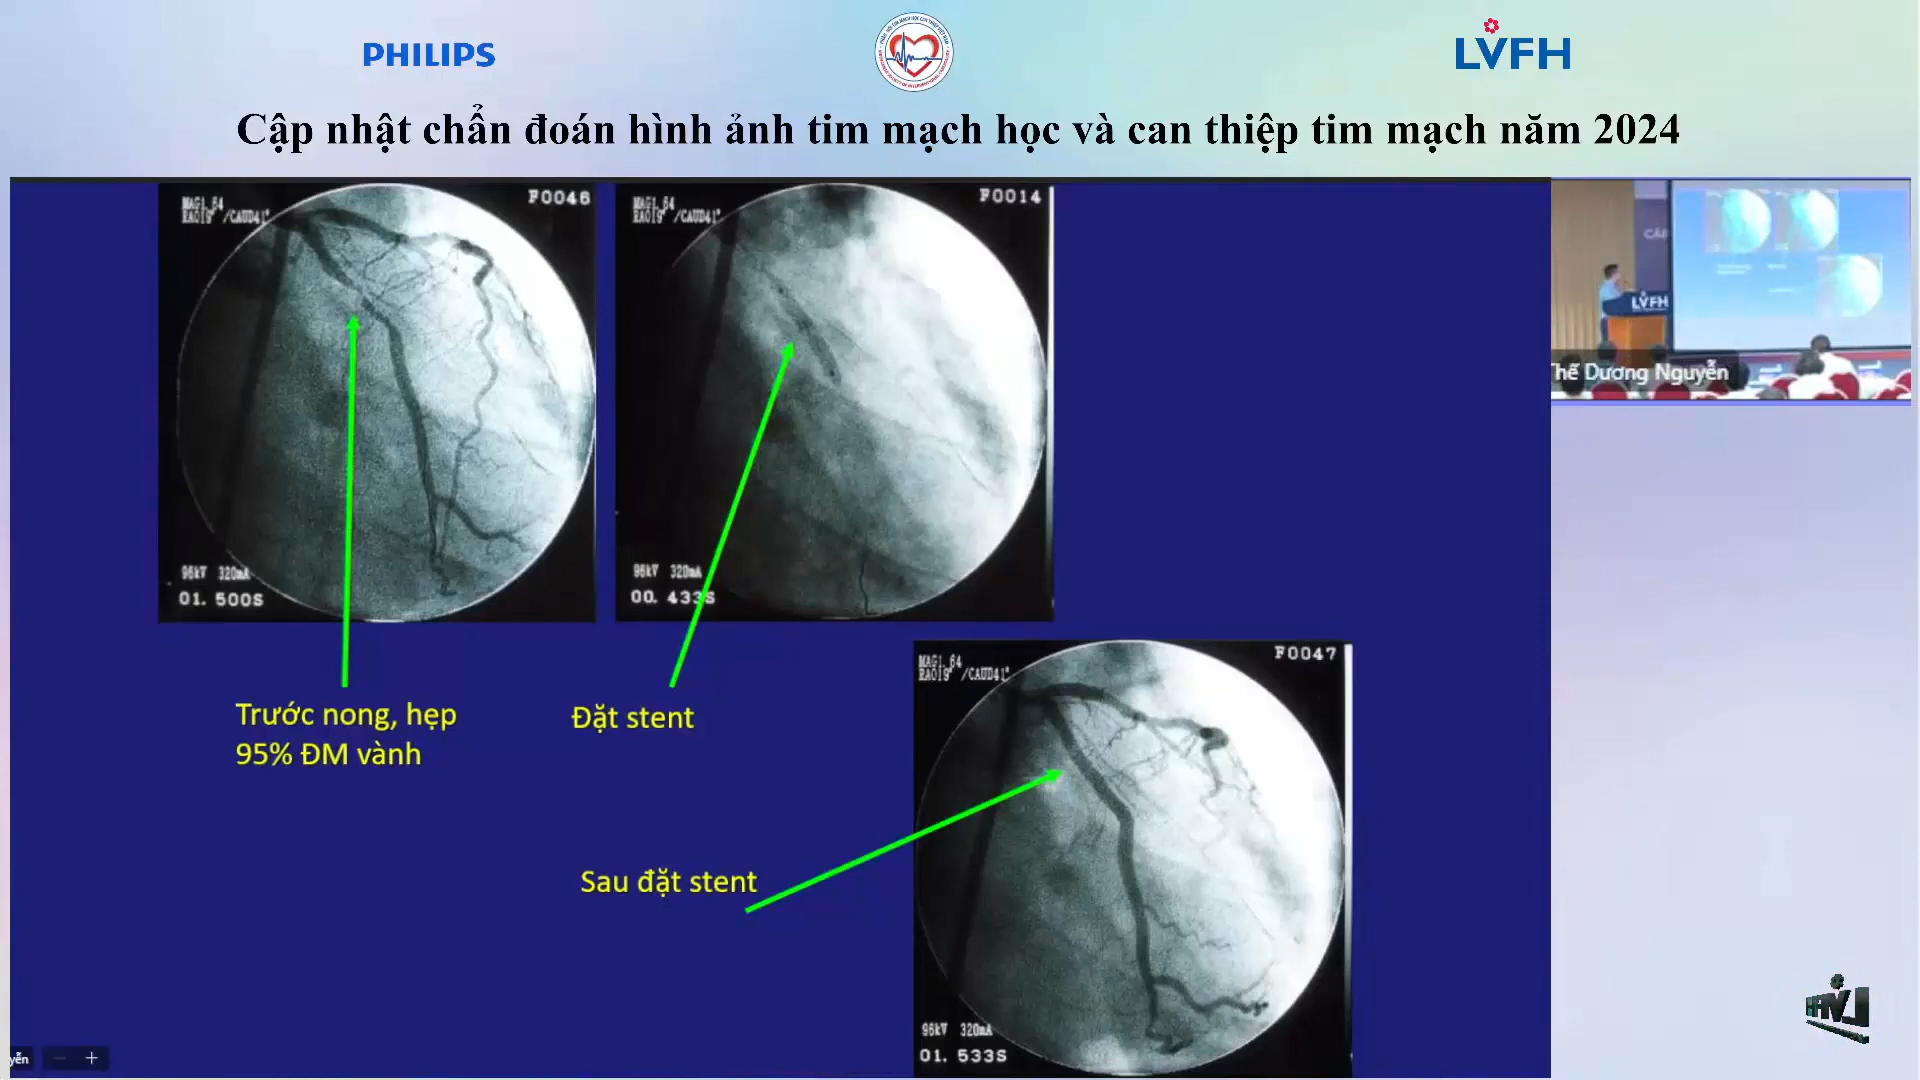 PHILIPS
LVFH
Cập nhật chẩn đoán hình ảnh tim mạch học và can thiệp tim mạch năm 2024
MAG1.64
RAO19° /CAUD41°
F0046
96kV 320mA
01. 500S
MAG1.64
RAO19° /CAUD41°
F0014
96kV 320mA
00. 433S
LVFH
Thế Dương Nguyễn
Trước nong, hẹp
95% ĐM vành
Đặt stent
Sau đặt stent
MAG1.64
RAO19° /CAUD41°
F0047
96kV 320mA
01. 533S